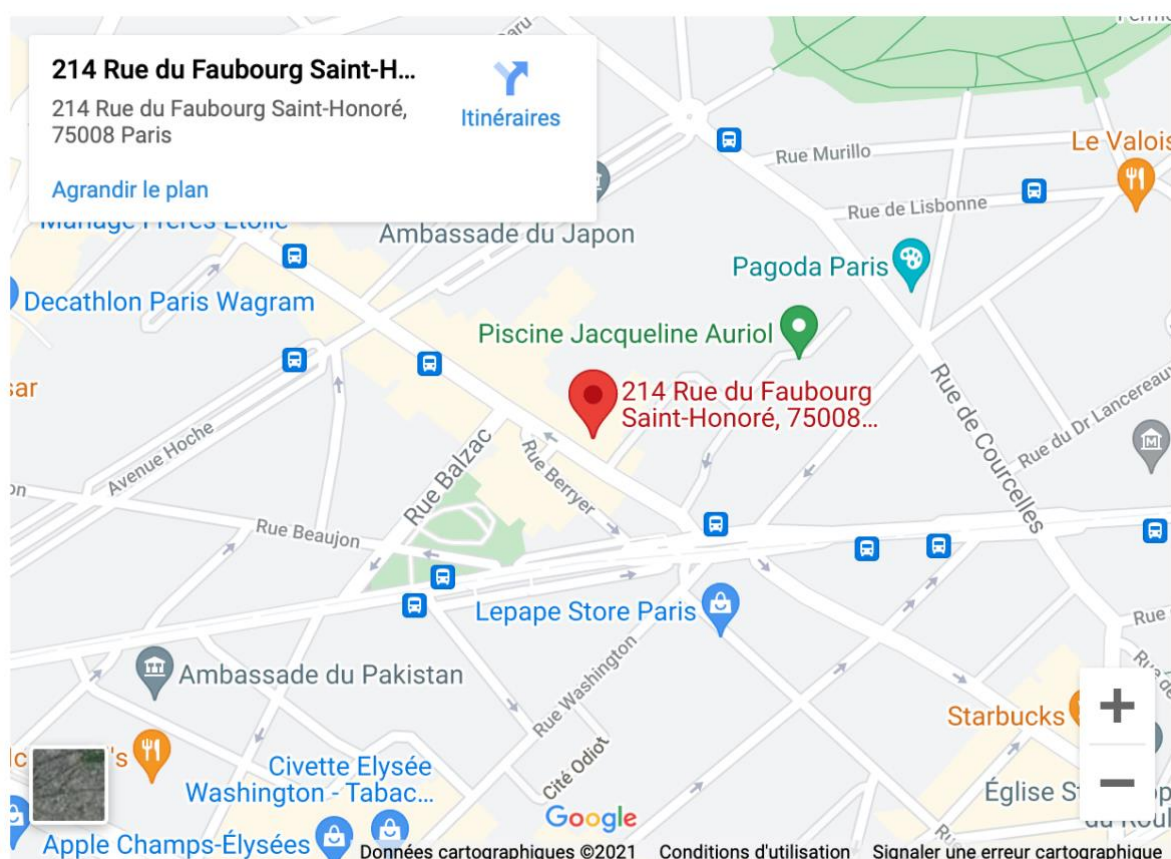 214 Rue du Faubourg Saint-H...
214 Rue du Faubourg Saint-Honoré,
75008 Paris
Itinéraires
Agrandir le plan
Rue Murillo
Le Valois
Rue de Lisbonne
Ambassade du Japon
Pagoda Paris
Decathlon Paris Wagram
Piscine Jacqueline Auriol
214 Rue du Faubourg
Saint-Honoré, 75008...
Rue de Courcelles
Rue du Dr Lancereaux
Avenue Hoche
Rue Balzac
Rue Berryer
Rue Beaujon
Lepape Store Paris
Rue
Ambassade du Pakistan
Rue Washington
Starbucks
Cité Odiot
Civette Elysée
Washington - Tabac...
Google
Église
Apple Champs-Élysées
Données cartographiques ©2021
Conditions d'utilisation
Signaler une erreur cartographique